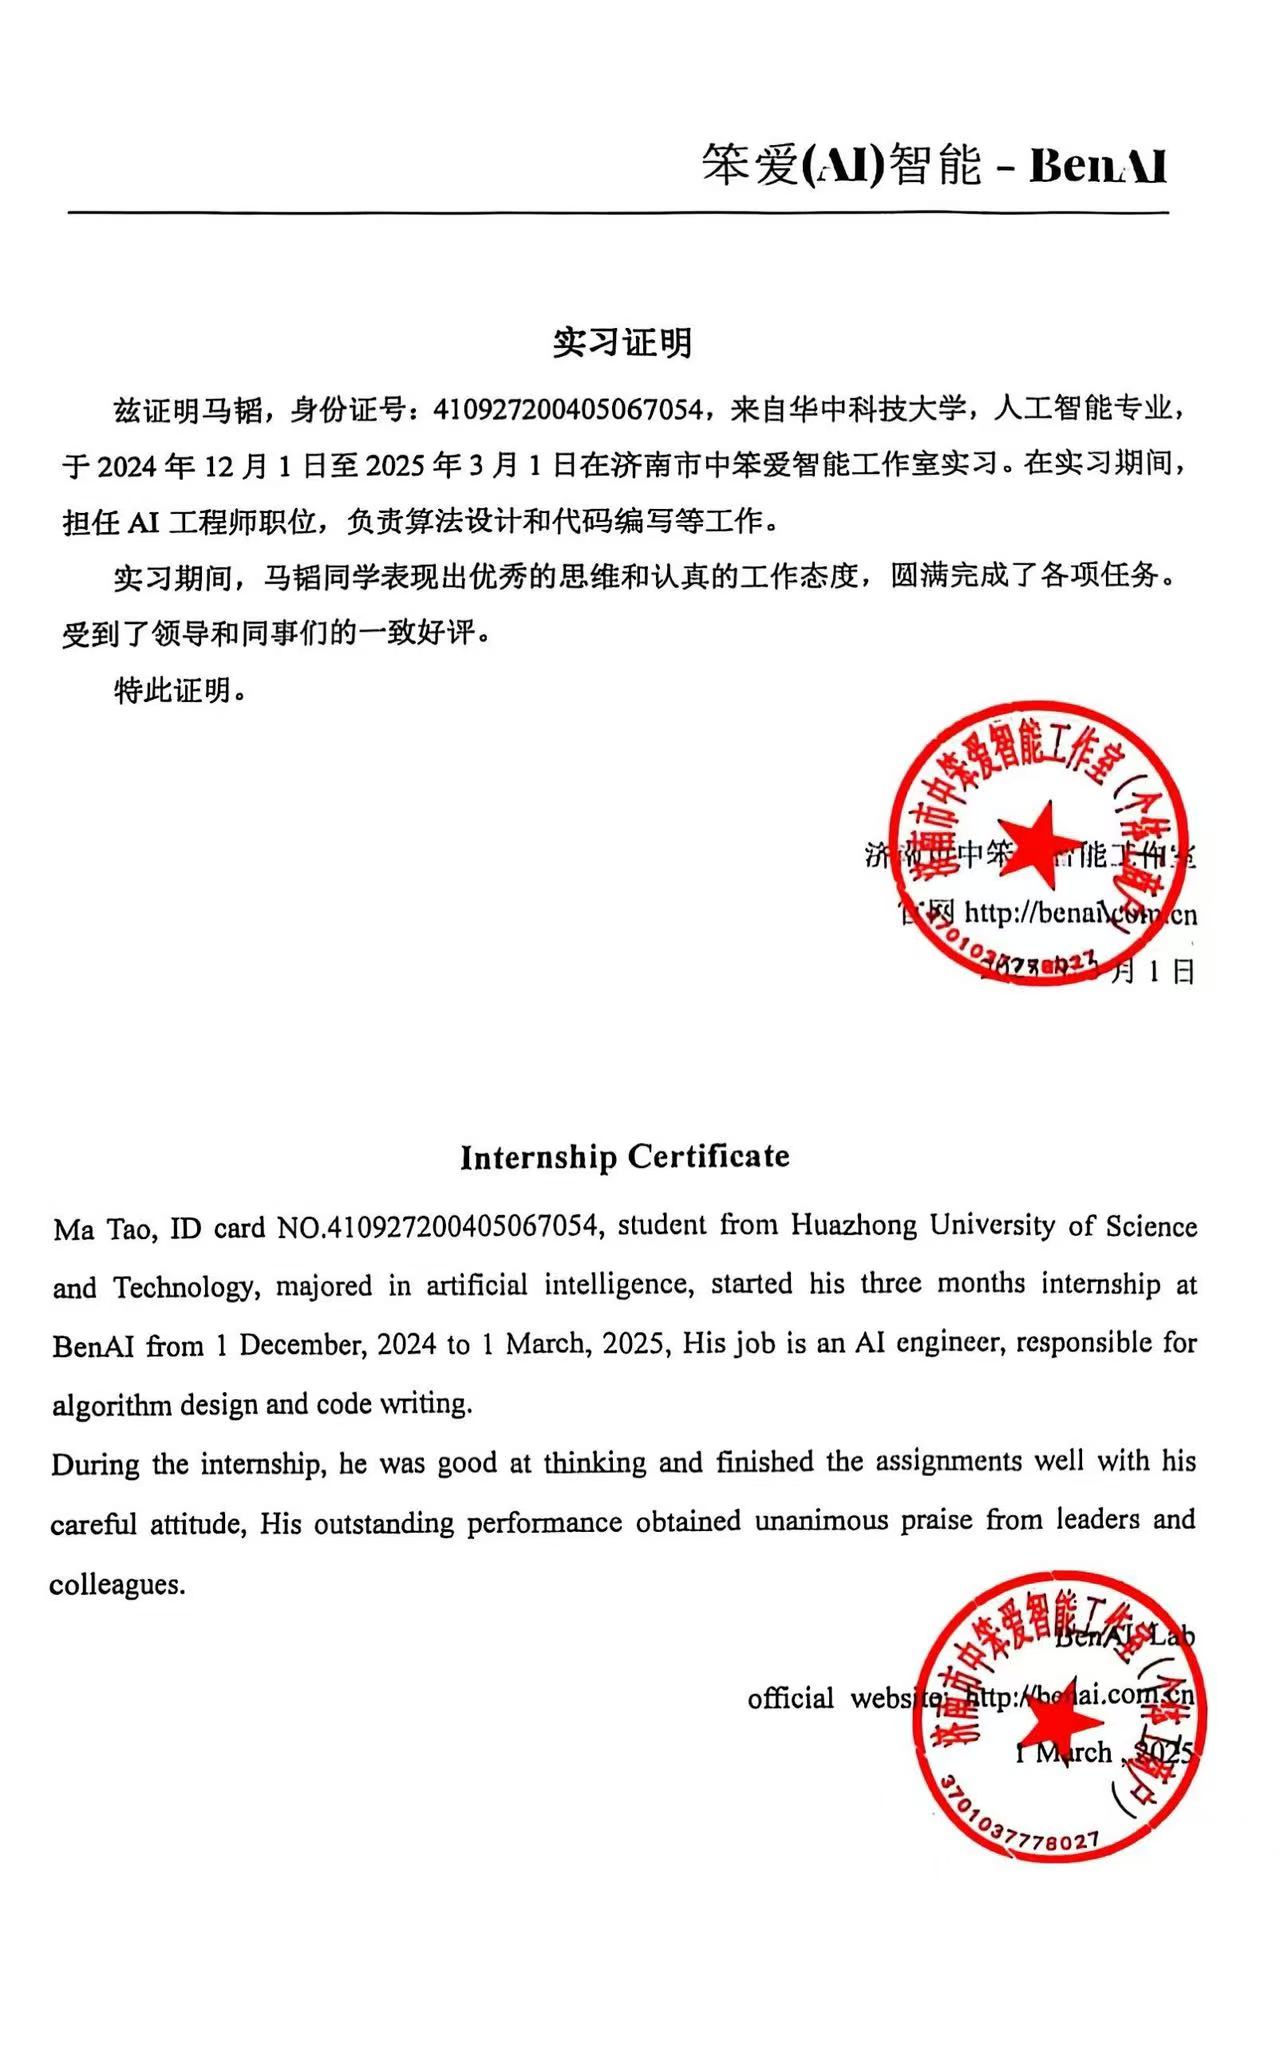 笨爱(AI)智能 – BenAI
实习证明
兹证明马韬，身份证号：410927200405067054，来自华中科技大学，人工智能专业，
于 2024 年 12 月 1 日至 2025 年 3 月 1 日在济南市中笨爱智能工作室实习。在实习期间，
担任 AI 工程师职位，负责算法设计和代码编写等工作。
实习期间，马韬同学表现出优秀的思维和认真的工作态度，圆满完成了各项任务。
受到了领导和同事们的一致好评。
特此证明。
济南市中笨爱智能工作室（个体工商户）
3701037778027
济南市中笨爱智能工作室
官网 http://benai.com.cn
2025 年 3 月 1 日
Internship Certificate
Ma Tao, ID card NO.410927200405067054, student from Huazhong University of Science
and Technology, majored in artificial intelligence, started his three months internship at
BenAI from 1 December, 2024 to 1 March, 2025, His job is an AI engineer, responsible for
algorithm design and code writing.
During the internship, he was good at thinking and finished the assignments well with his
careful attitude, His outstanding performance obtained unanimous praise from leaders and
colleagues.
济南市中笨爱智能工作室（个体工商户）
BenAI Lab
official website: http://benai.com.cn
1 March , 2025
3701037778027